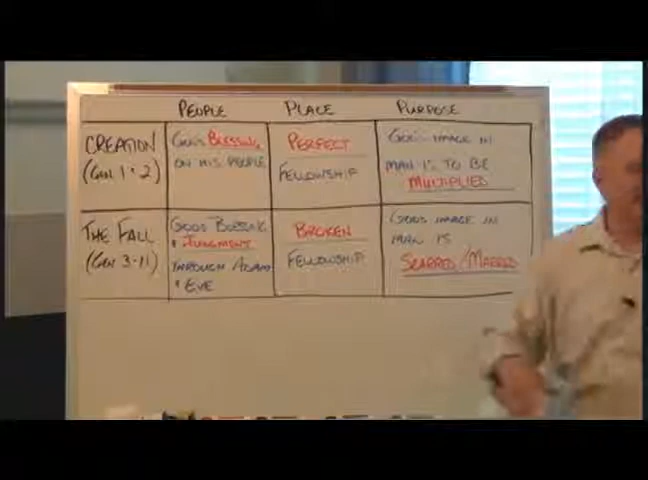 PEOPLE PLACE PURPOSE
CREATION
(GEN 1+2)
GOD'S BLESSING
ON HIS PEOPLE
PERFECT
FELLOWSHIP
GOD'S IMAGE IN
MAN IS TO BE
MULTIPLIED
THE FALL
(GEN 3-11)
GODS BLESSING
+ JUDGMENT
THROUGH ADAM
+ EVE
BROKEN
FELLOWSHIP
GODS IMAGE IN
MAN IS
SCARRED/MARRED